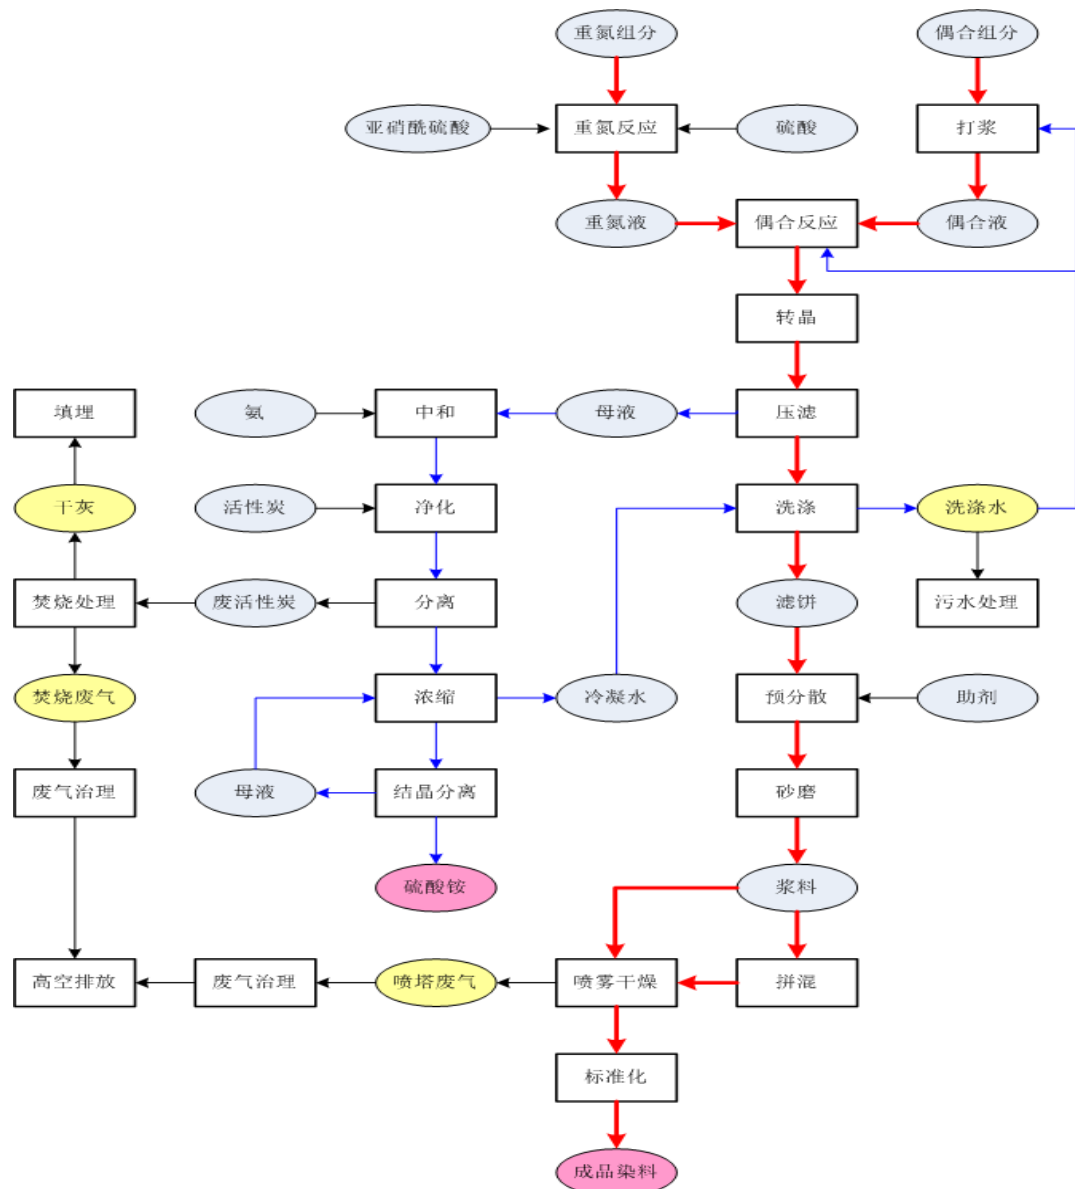 重氮组分
偶合组分
亚硝酰硫酸
重氮反应
硫酸
打浆
重氮液
偶合反应
偶合液
转晶
填埋
氨
中和
母液
压滤
干灰
活性炭
净化
洗涤
洗涤水
焚烧处理
废活性炭
分离
滤饼
污水处理
焚烧废气
浓缩
冷凝水
预分散
助剂
废气治理
母液
结晶分离
砂磨
硫酸铵
浆料
高空排放
废气治理
喷塔废气
喷雾干燥
拼混
标准化
成品染料